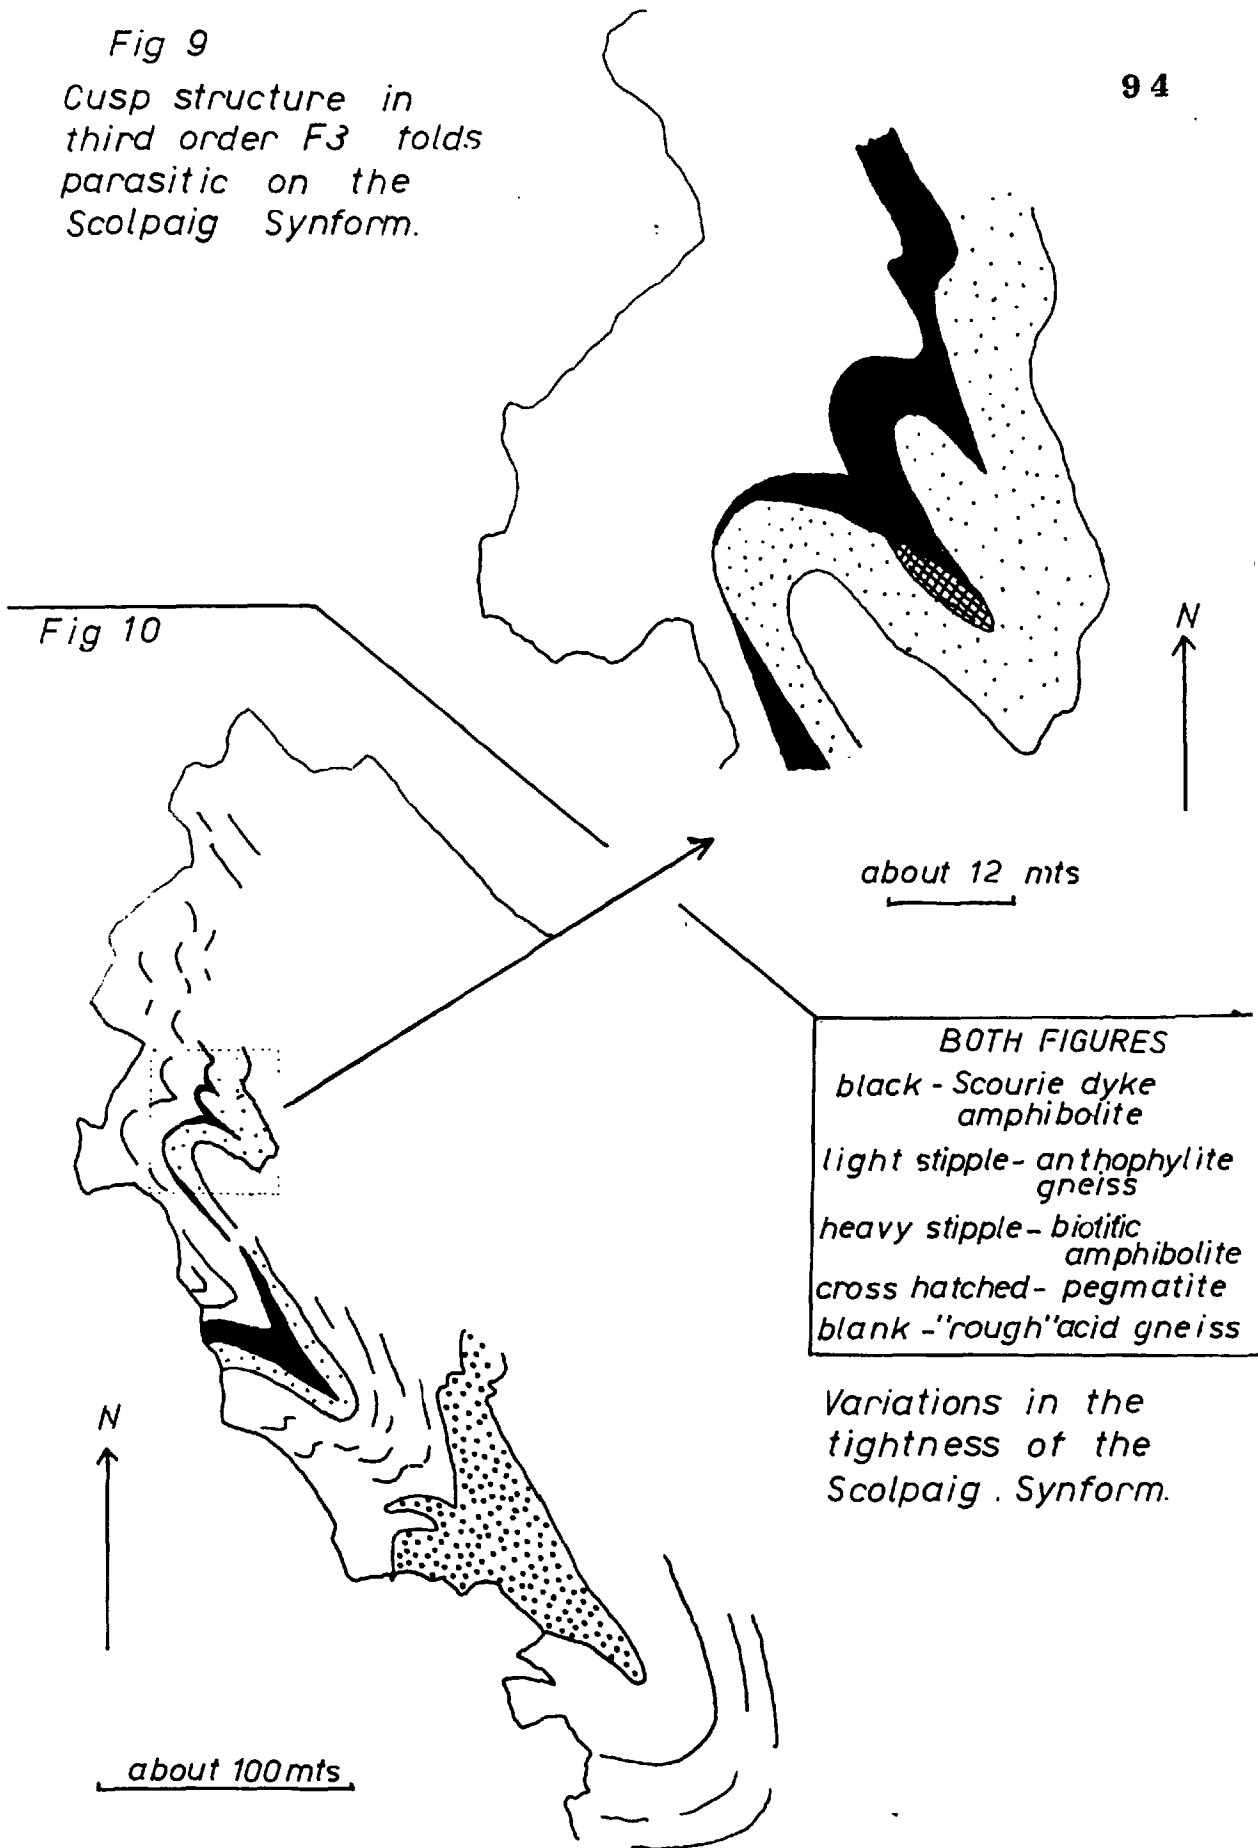 Fig 9
Cusp structure in
third order F3 folds
parasitic on the
Scolpaig Synform.
94
N
about 12 mts
Fig 10
BOTH FIGURES
black - Scourie dyke
amphibolite
light stipple - anthophylite
gneiss
heavy stipple - biotitic
amphibolite
cross hatched - pegmatite
blank - "rough" acid gneiss
Variations in the
tightness of the
Scolpaig . Synform.
N
about 100 mts